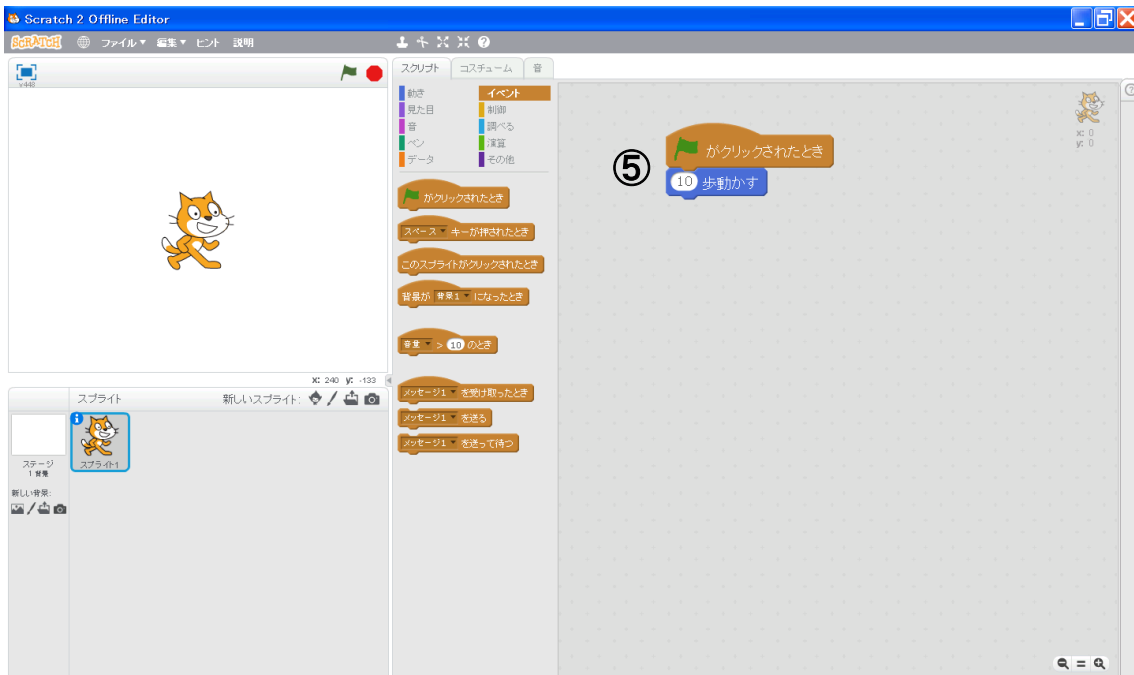 Scratch 2 Offline Editor
SCRATCH ファイル▼ 編集▼ ヒント 説明
v448
スクリプト コスチューム 音
動き イベント
見た目 制御
音 調べる
ペン 演算
データ その他
がクリックされたとき
スペース▼ キーが押されたとき
このスプライトがクリックされたとき
背景が 背景1▼ になったとき
音量▼ > 10 のとき
メッセージ1▼ を受け取ったとき
メッセージ1▼ を送る
メッセージ1▼ を送って待つ
⑤
がクリックされたとき
10 歩動かす
x: 0
y: 0
X: 240 y: -133
スプライト 新しいスプライト:
スプライト1
ステージ
1 背景
新しい背景: